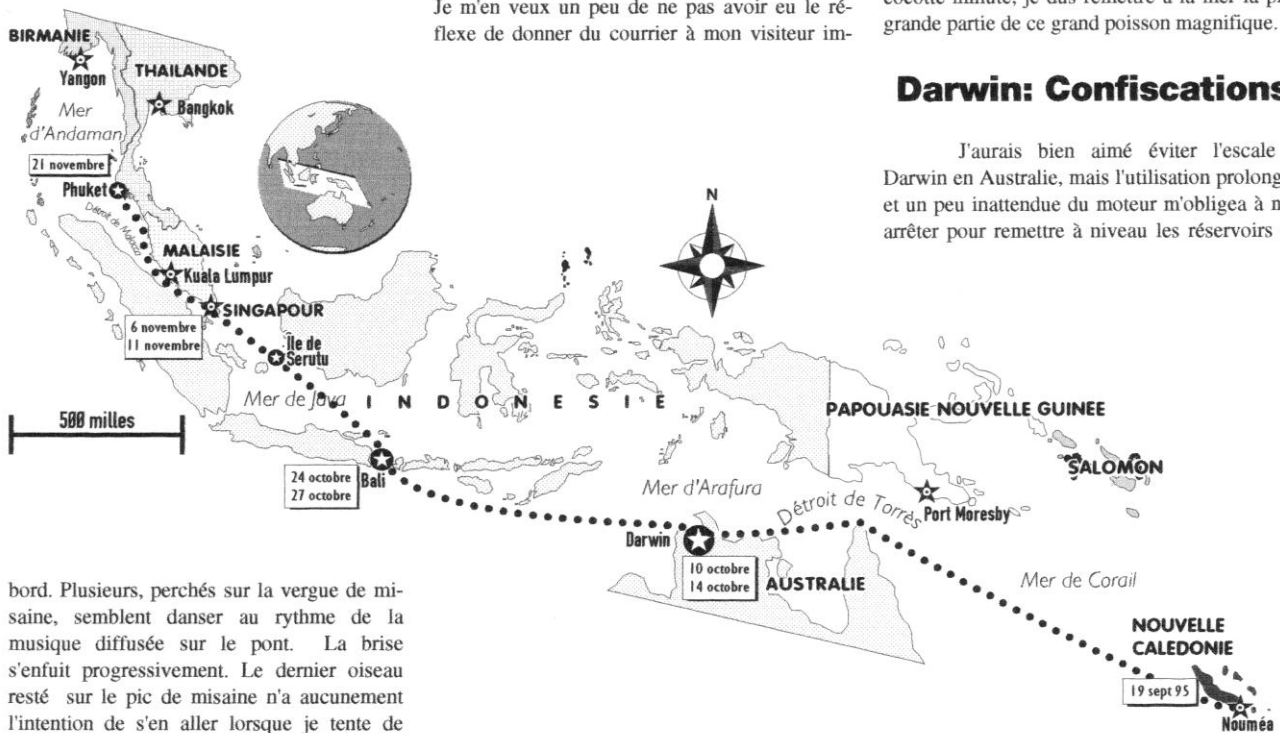 Je m'en veux un peu de ne pas avoir eu le ré-
flexe de donner du courrier à mon visiteur im-
grande partie de ce grand poisson magnifique.
Darwin: Confiscations
J'aurais bien aimé éviter l'escale
Darwin en Australie, mais l'utilisation prolong
et un peu inattendue du moteur m'obligea à
arrêter pour remettre à niveau les réservoirs
BIRMANIE
Yangon
THAILANDE
Bangkok
Mer
d'Andaman
21 novembre
Phuket
Détroit de Malacca
MALAISIE
Kuala Lumpur
SINGAPOUR
6 novembre
11 novembre
Île de
Serutu
Mer de Java
INDONESIE
500 milles
24 octobre
27 octobre
Bali
N
PAPOUASIE NOUVELLE GUINEE
SALOMON
Port Moresby
Mer d'Arafura
Détroit de Torrès
Darwin
10 octobre
14 octobre
AUSTRALIE
Mer de Corail
NOUVELLE
CALEDONIE
19 sept 95
Nouméa
bord. Plusieurs, perchés sur la vergue de mi-
saine, semblent danser au rythme de la
musique diffusée sur le pont. La brise
s'enfuit progressivement. Le dernier oiseau
resté sur le pic de misaine n'a aucunement
l'intention de s'en aller lorsque je tente de